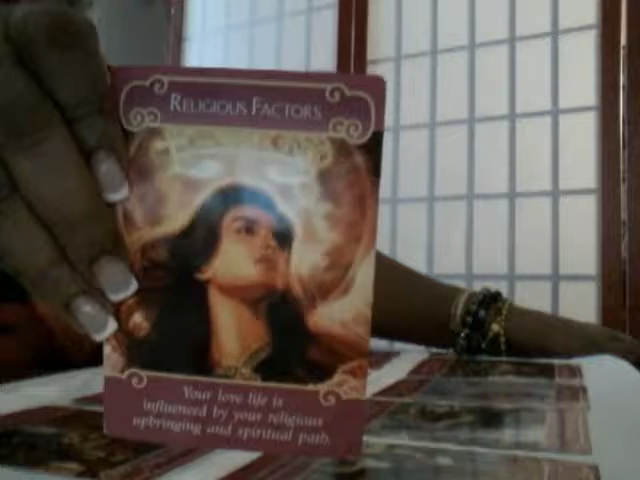 RELIGIOUS FACTORS
Your love life is
influenced by your religious
upbringing and spiritual path.